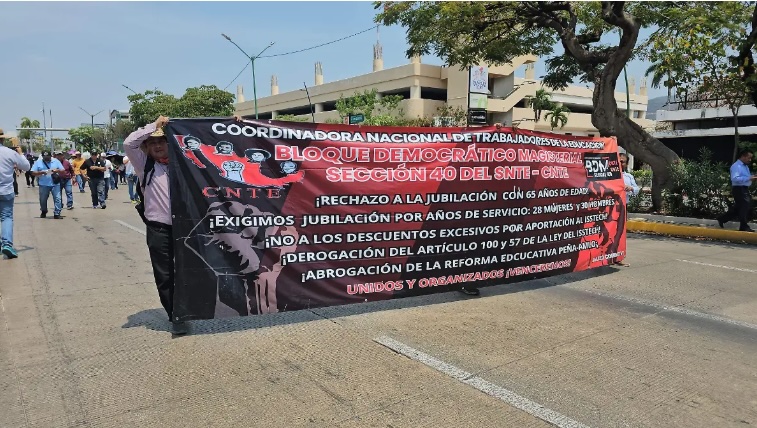 COORDINADORA NACIONAL DE TRABAJADORES DE LA EDUCACION
BLOQUE DEMOCRÁTICO MAGISTERIAL
SECCIÓN 40 DEL SNTE - CNTE
BDM
CNTE
¡RECHAZO A LA JUBILACIÓN CON 65 AÑOS DE EDAD!
¡EXIGIMOS JUBILACIÓN POR AÑOS DE SERVICIO: 28 MUJERES Y 30 HOMBRES
¡NO A LOS DESCUENTOS EXCESIVOS POR APORTACIÓN AL ISSTECH!
¡DEROGACIÓN DEL ARTÍCULO 100 y 57 DE LA LEY DEL ISSTECH!
¡ABROGACIÓN DE LA REFORMA EDUCATIVA PEÑA-AMLO,
UNIDOS Y ORGANIZADOS ¡VENCEREMOS!